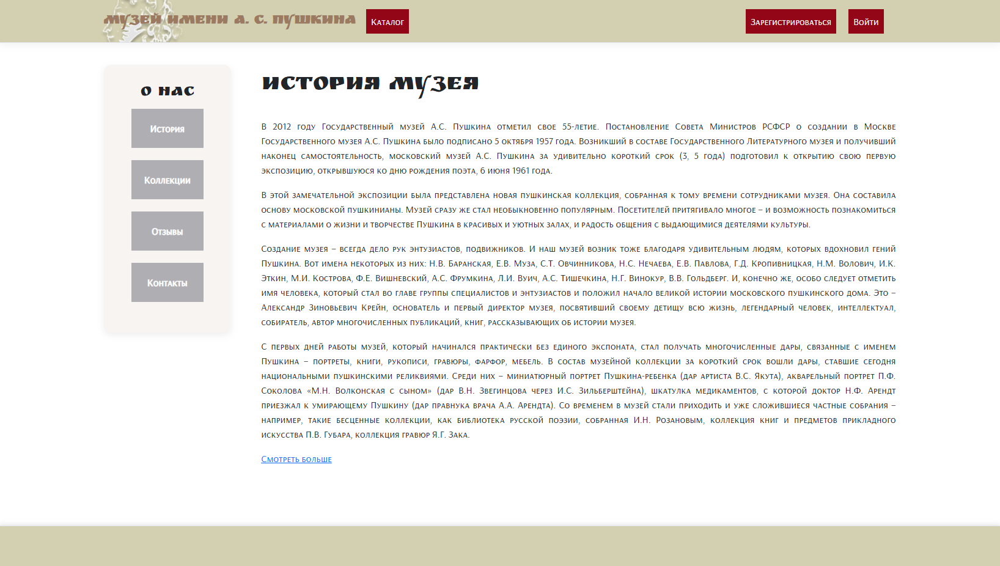 МУЗЕЙ ИМЕНИ А. С. ПУШКИНА
Каталог
Зарегистрироваться
Войти
О НАС
История
Коллекции
Отзывы
Контакты
ИСТОРИЯ МУЗЕЯ
В 2012 году Государственный музей А.С. Пушкина отметил свое 55-летие. Постановление Совета Министров РСФСР о создании в Москве
Государственного музея А.С. Пушкина было подписано 5 октября 1957 года. Возникший в составе Государственного Литературного музея и получивший
наконец самостоятельность, московский музей А.С. Пушкина за удивительно короткий срок (3, 5 года) подготовил к открытию свою первую
экспозицию, открывшуюся ко дню рождения поэта, 6 июня 1961 года.
В этой замечательной экспозиции была представлена новая пушкинская коллекция, собранная к тому времени сотрудниками музея. Она составила
основу московской пушкинианы. Музей сразу же стал необыкновенно популярным. Посетителей притягивало многое – и возможность познакомиться
с материалами о жизни и творчестве Пушкина в красивых и уютных залах, и радость общения с выдающимися деятелями культуры.
Создание музея – всегда дело рук энтузиастов, подвижников. И наш музей возник тоже благодаря удивительным людям, которых вдохновил гений
Пушкина. Вот имена некоторых из них: Н.В. Баранская, Е.В. Муза, С.Т. Овчинникова, Н.С. Нечаева, Е.В. Павлова, Г.Д. Кропивницкая, Н.М. Волович, И.К.
Эткин, М.И. Кострова, Ф.Е. Вишневский, А.С. Фрумкина, Л.И. Вуич, А.С. Тишечкина, Н.Г. Винокур, В.В. Гольдберг. И, конечно же, особо следует отметить
имя человека, который стал во главе группы специалистов и энтузиастов и положил начало великой истории московского пушкинского дома. Это –
Александр Зиновьевич Крейн, основатель и первый директор музея, посвятивший своему детищу всю жизнь, легендарный человек, интеллектуал,
собиратель, автор многочисленных публикаций, книг, рассказывающих об истории музея.
С первых дней работы музей, который начинался практически без единого экспоната, стал получать многочисленные дары, связанные с именем
Пушкина – портреты, книги, рукописи, гравюры, фарфор, мебель. В состав музейной коллекции за короткий срок вошли дары, ставшие сегодня
национальными пушкинскими реликвиями. Среди них – миниатюрный портрет Пушкина-ребенка (дар артиста В.С. Якута), акварельный портрет П.Ф.
Соколова «М.Н. Волконская с сыном» (дар В.Н. Звегинцова через И.С. Зильберштейна), шкатулка медикаментов, с которой доктор Н.Ф. Арендт
приезжал к умирающему Пушкину (дар правнука врача А.А. Арендта). Со временем в музей стали приходить и уже сложившиеся частные собрания –
например, такие бесценные коллекции, как библиотека русской поэзии, собранная И.Н. Розановым, коллекция книг и предметов прикладного
искусства П.В. Губара, коллекция гравюр Я.Г. Зака.
Смотреть больше